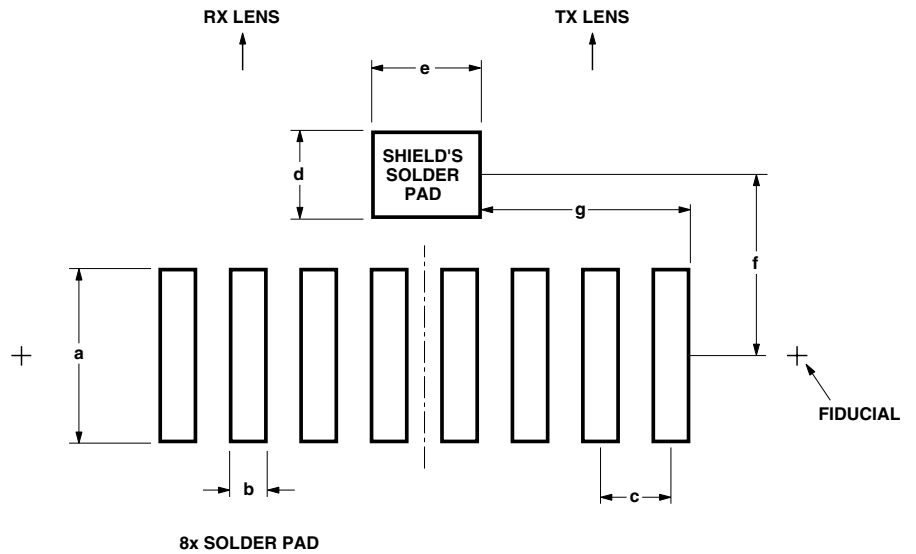 RX LENS
TX LENS
e
d
SHIELD'S
SOLDER
PAD
g
f
a
FIDUCIAL
b
c
8x SOLDER PAD